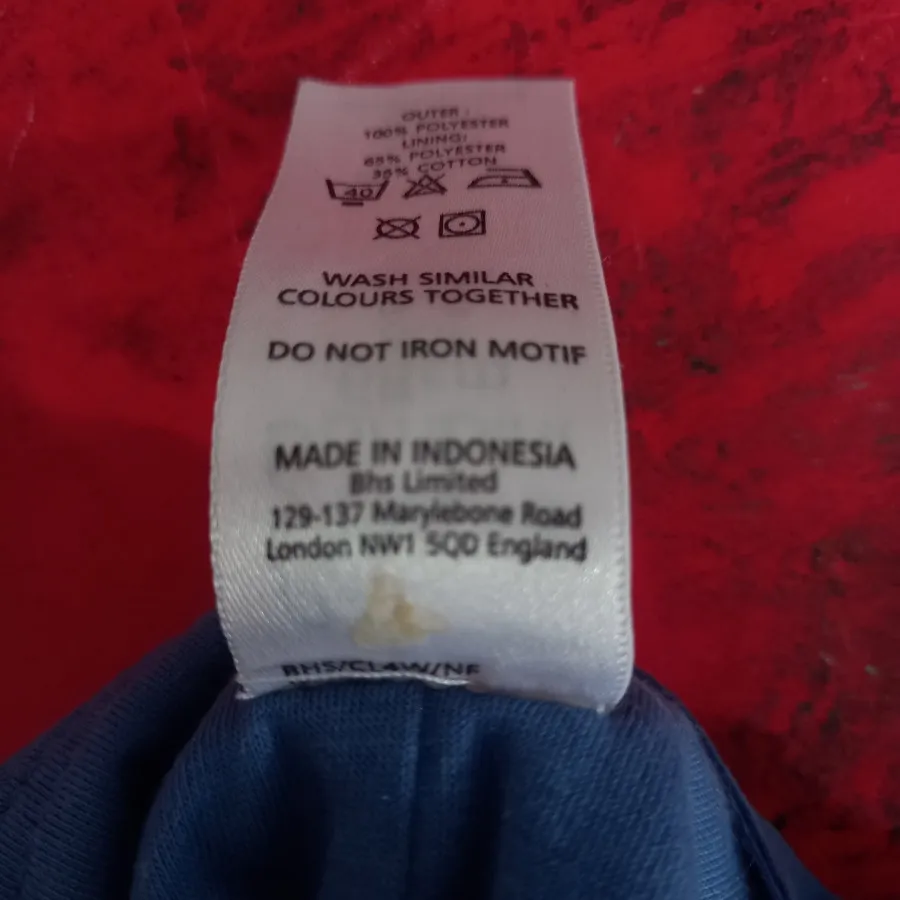 OUTER:
100% POLYESTER
LINING:
65% POLYESTER
35% COTTON
40
WASH SIMILAR
COLOURS TOGETHER
DO NOT IRON MOTIF
MADE IN INDONESIA
Bhs Limited
129-137 Marylebone Road
London NW1 5QD England
BHS/CL4W/NF